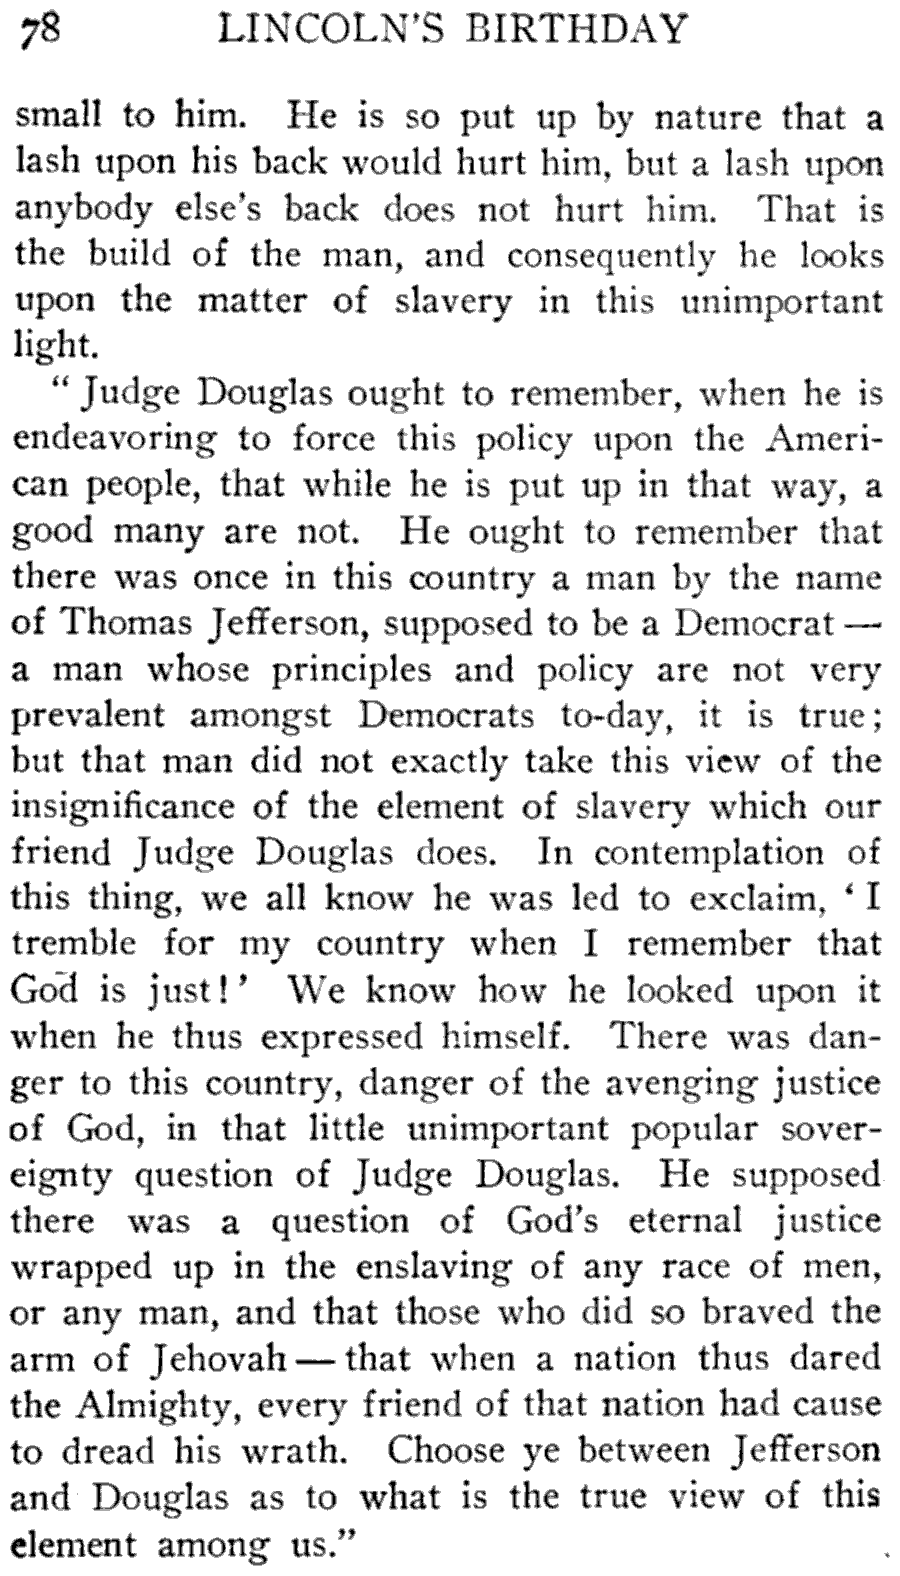 78 LINCOLN'S BIRTHDAY
small to him. He is so put up by nature that a
lash upon his back would hurt him, but a lash upon
anybody else's back does not hurt him. That is
the build of the man, and consequently he looks
upon the matter of slavery in this unimportant
light.
" Judge Douglas ought to remember, when he is
endeavoring to force this policy upon the Ameri-
can people, that while he is put up in that way, a
good many are not. He ought to remember that
there was once in this country a man by the name
of Thomas Jefferson, supposed to be a Democrat —
a man whose principles and policy are not very
prevalent amongst Democrats to-day, it is true;
but that man did not exactly take this view of the
insignificance of the element of slavery which our
friend Judge Douglas does. In contemplation of
this thing, we all know he was led to exclaim, ' I
tremble for my country when I remember that
God is just!' We know how he looked upon it
when he thus expressed himself. There was dan-
ger to this country, danger of the avenging justice
of God, in that little unimportant popular sover-
eignty question of Judge Douglas. He supposed
there was a question of God's eternal justice
wrapped up in the enslaving of any race of men,
or any man, and that those who did so braved the
arm of Jehovah — that when a nation thus dared
the Almighty, every friend of that nation had cause
to dread his wrath. Choose ye between Jefferson
and Douglas as to what is the true view of this
element among us."